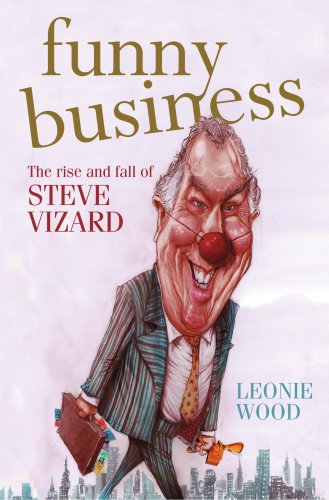 funny
business
The rise and fall of
STEVE
VIZARD
LEONIE
WOOD